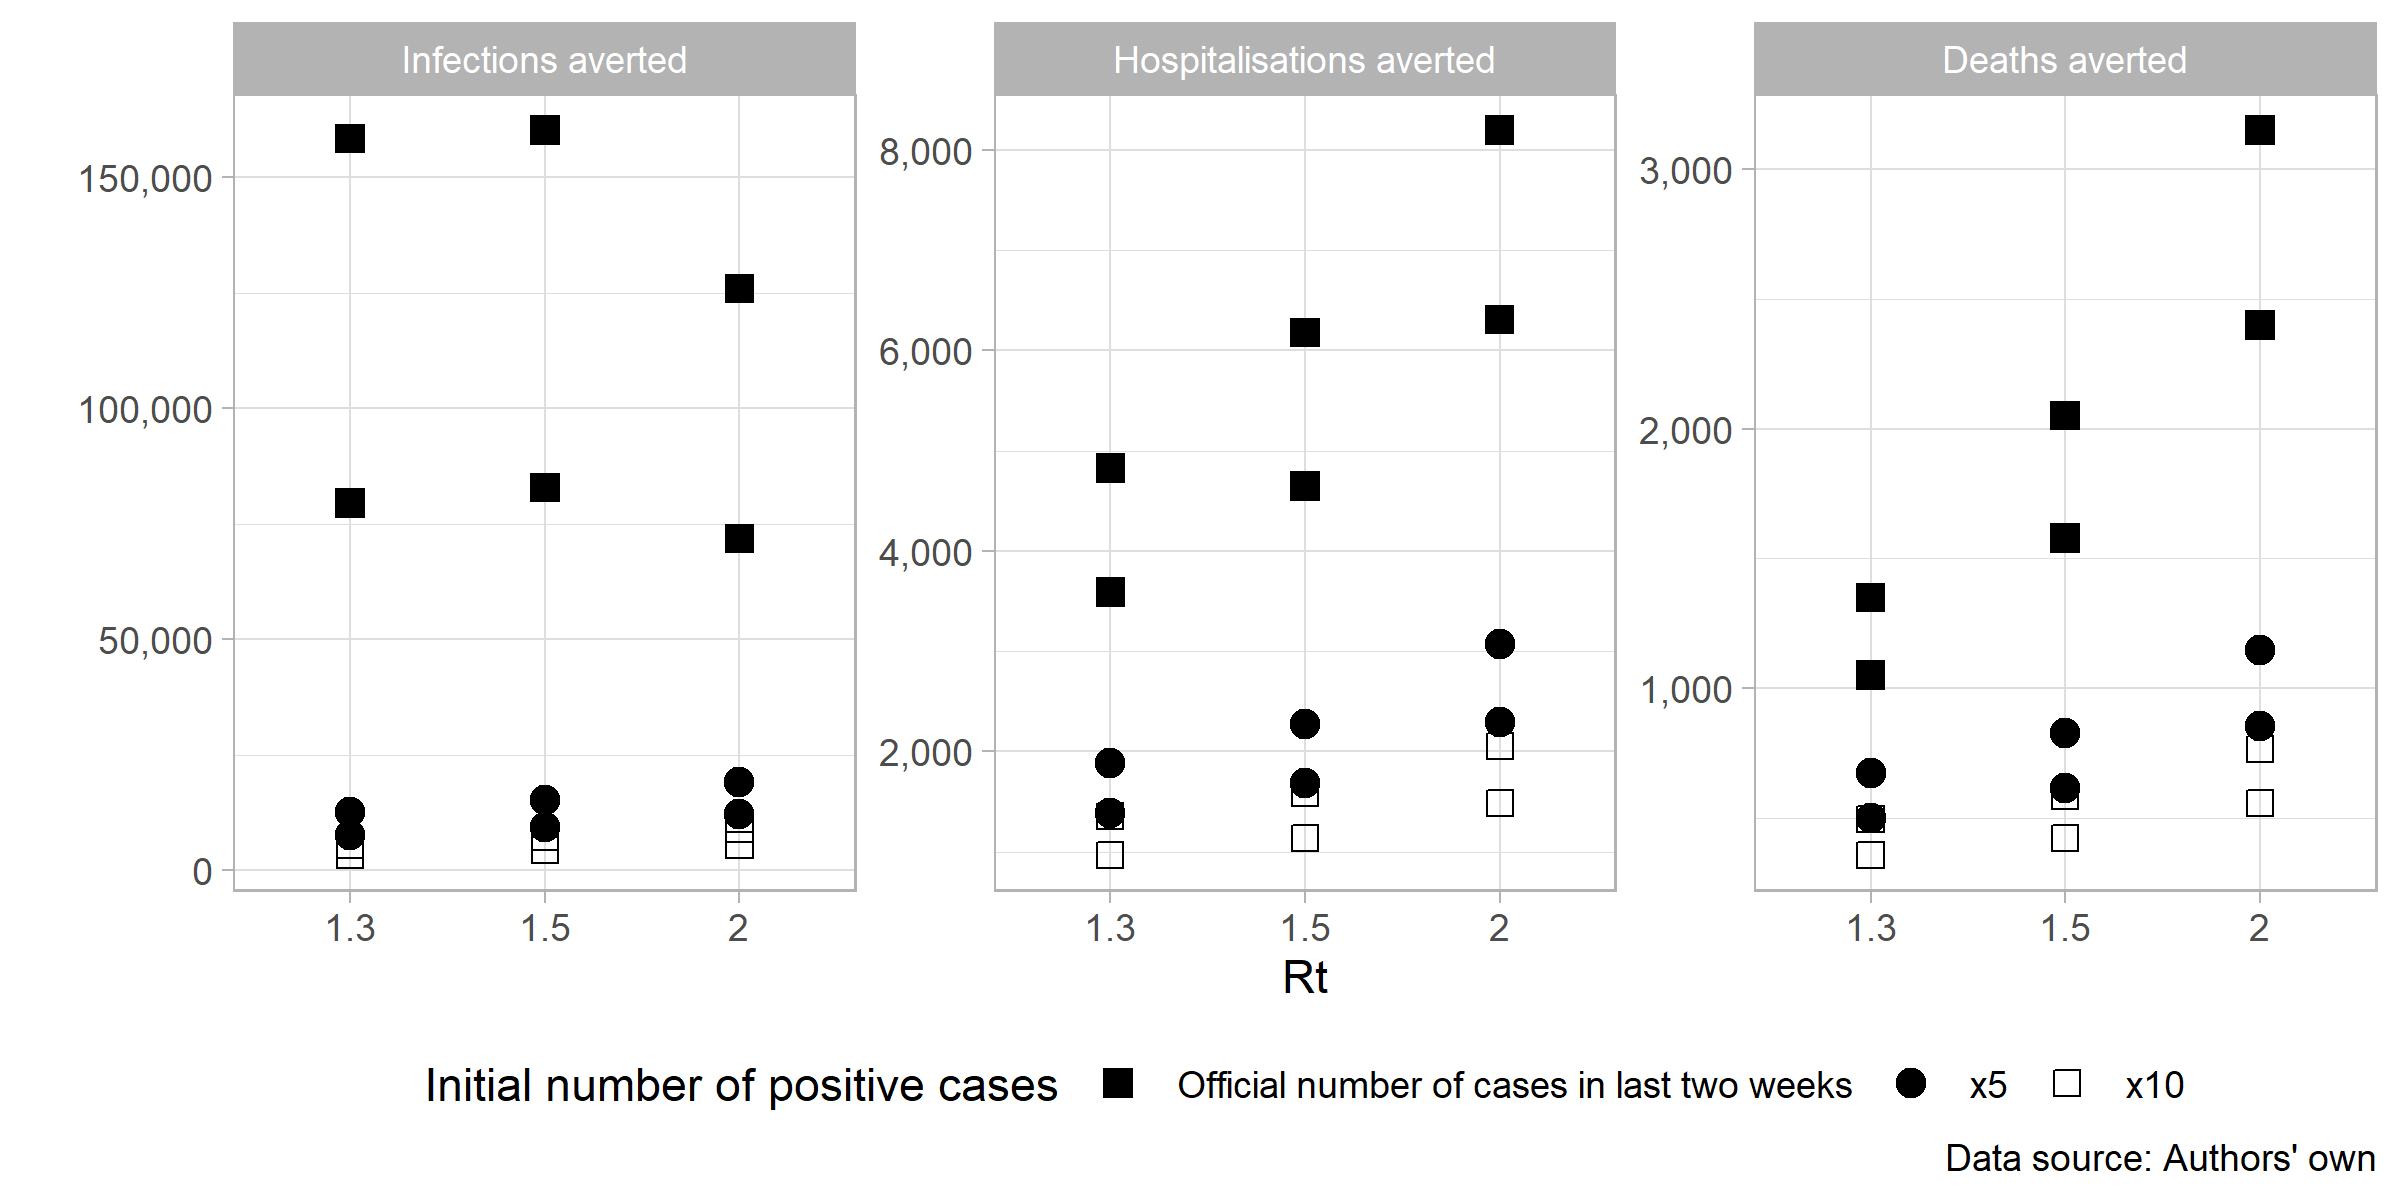 Infections averted
Hospitalisations averted
Deaths averted
150,000
100,000
50,000
0
8,000
6,000
4,000
2,000
3,000
2,000
1,000
1.3 1.5 2
1.3 1.5 2
1.3 1.5 2
Rt
Initial number of positive cases Official number of cases in last two weeks x5 x10
Data source: Authors' own